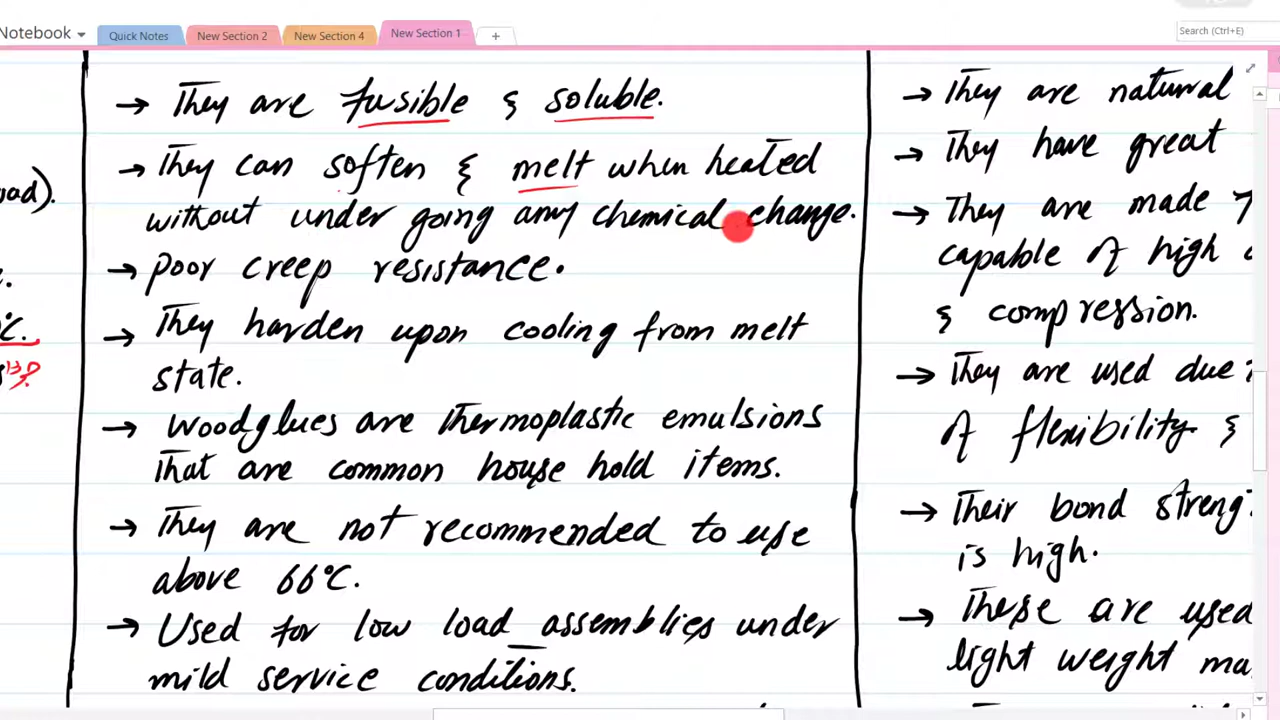 Notebook
Quick Notes
New Section 2
New Section 4
New Section 1
+
Search (Ctrl+E)
oad).
°C.
→ They are fusible & soluble.
→ They can soften & melt when heated
without under going any chemical change.
→ poor creep resistance.
→ They harden upon cooling from melt
state.
→ Woodglues are thermoplastic emulsions
that are common house hold items.
→ They are not recommended to use
above 66°C.
→ Used for low load assemblies under
mild service conditions.
→ They are natural
→ They have great
→ They are made
capable of high
& compression.
→ They are used due
of flexibility &
→ Their bond streng
is high.
→ These are used
light weight ma